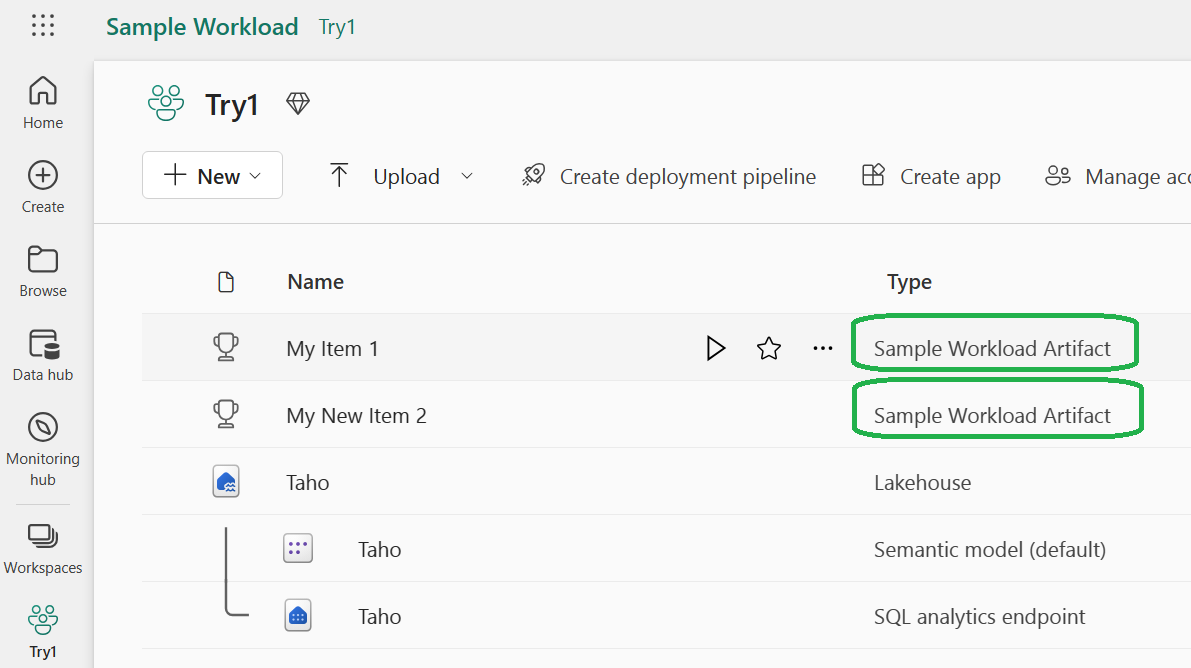 Sample Workload Try1
Home
Create
Browse
Data hub
Monitoring
hub
Workspaces
Try1
Try1
New Upload Create deployment pipeline Create app Manage
Name Type
My Item 1 Sample Workload Artifact
My New Item 2 Sample Workload Artifact
Taho Lakehouse
Taho Semantic model (default)
Taho SQL analytics endpoint